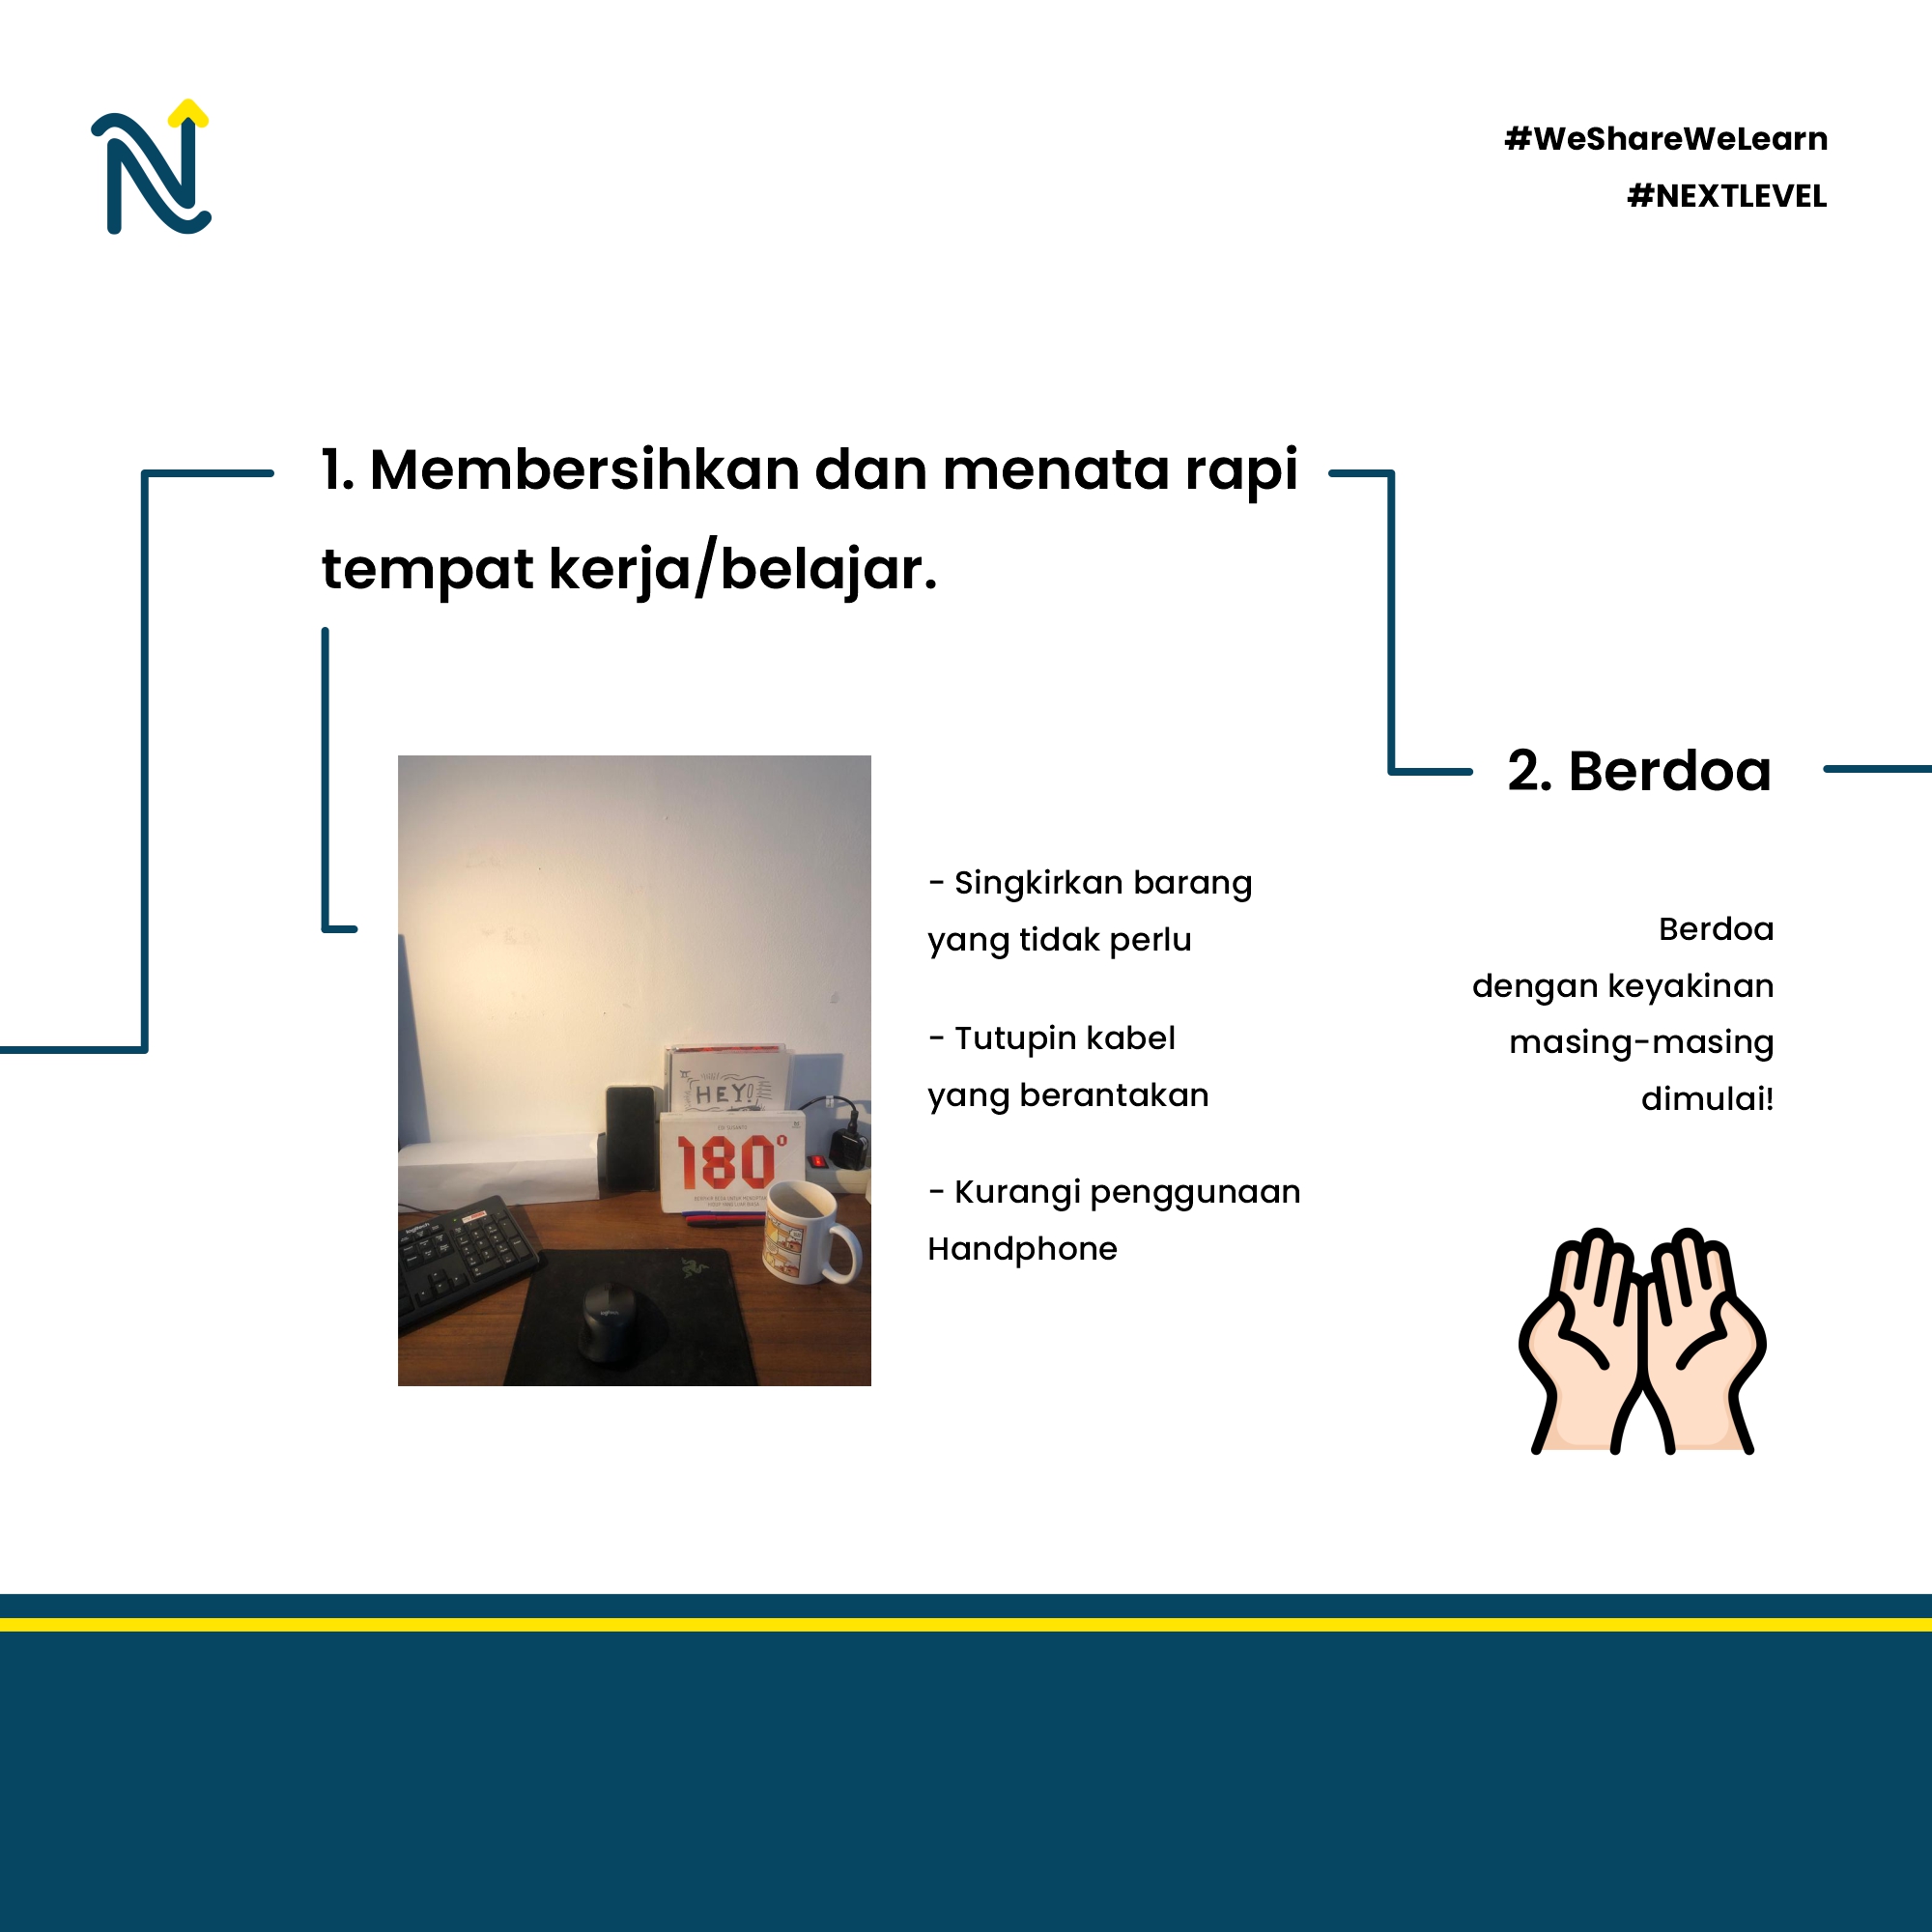 #WeShareWeLearn
#NEXTLEVEL
1. Membersihkan dan menata rapi
tempat kerja/belajar.
HEY!
180°
- Singkirkan barang
yang tidak perlu
- Tutupin kabel
yang berantakan
- Kurangi penggunaan
Handphone
2. Berdoa
Berdoa
dengan keyakinan
masing-masing
dimulai!